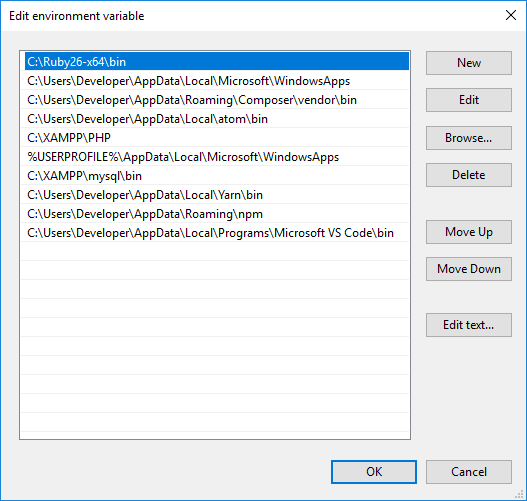 Edit environment variable
C:\Ruby26-x64\bin
C:\Users\Developer\AppData\Local\Microsoft\WindowsApps
C:\Users\Developer\AppData\Roaming\Composer\vendor\bin
C:\Users\Developer\AppData\Local\atom\bin
C:\XAMPP\PHP
%USERPROFILE%\AppData\Local\Microsoft\WindowsApps
C:\XAMPP\mysql\bin
C:\Users\Developer\AppData\Local\Yarn\bin
C:\Users\Developer\AppData\Roaming\npm
C:\Users\Developer\AppData\Local\Programs\Microsoft VS Code\bin
New
Edit
Browse...
Delete
Move Up
Move Down
Edit text...
OK
Cancel